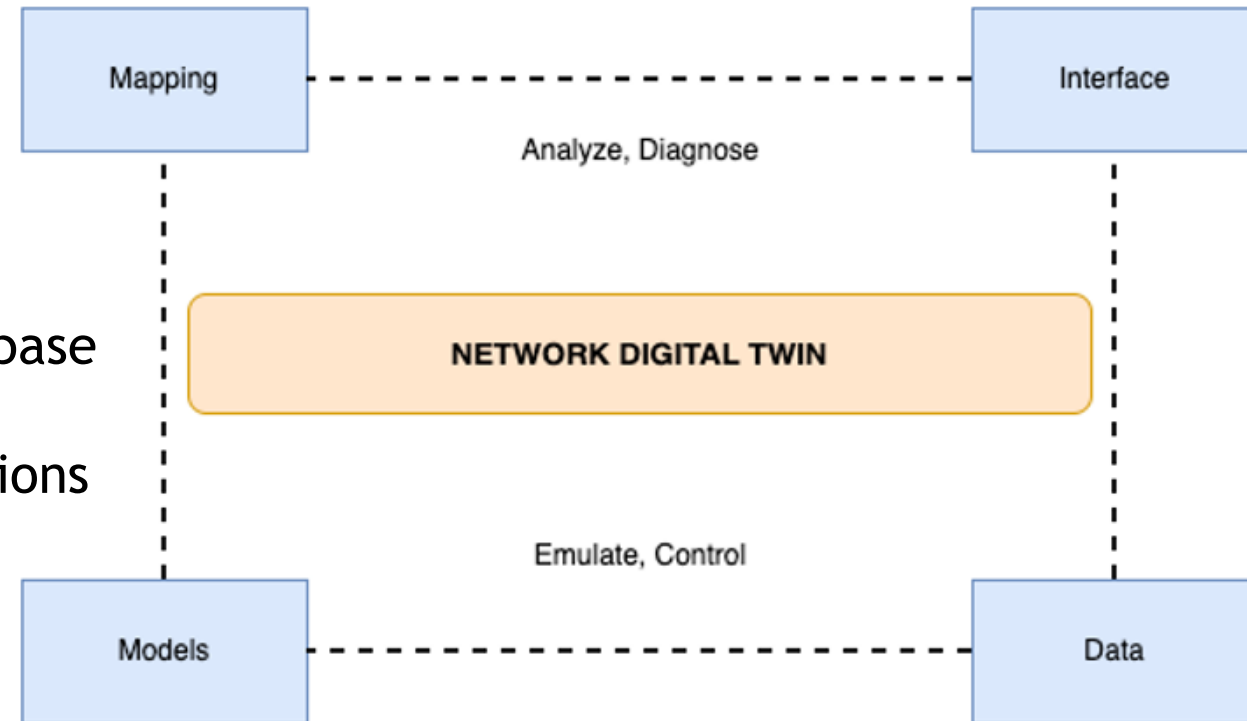 Mapping
Interface
Analyze, Diagnose
base
NETWORK DIGITAL TWIN
ions
Emulate, Control
Models
Data